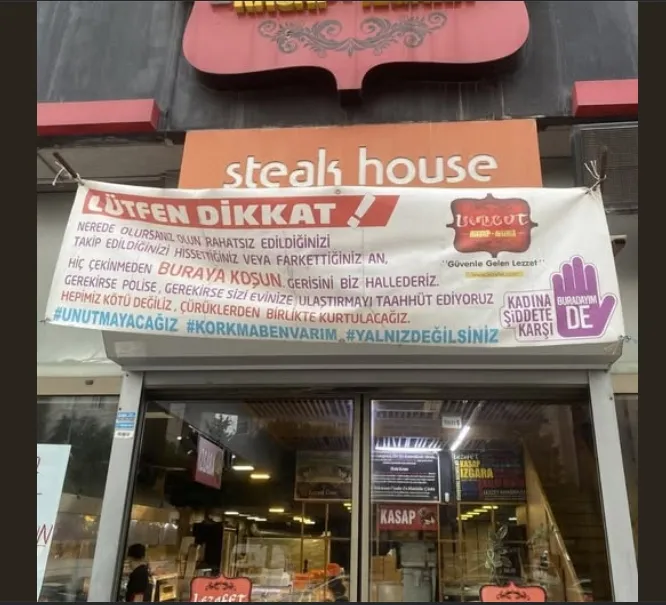 steak house
LÜTFEN DİKKAT !
NEREDE OLURSANIZ OLUN RAHATSIZ EDİLDİĞİNİZİ
TAKİP EDİLDİĞİNİZİ HİSSETTİĞİNİZ VEYA FARKETTİĞİNİZ AN,
HİÇ ÇEKİNMEDEN BURAYA KOŞUN. GERİSİNİ BİZ HALLEDERİZ.
GEREKİRSE POLİSE, GEREKİRSE SİZİ EVİNİZE ULAŞTIRMAYI TAAHHÜT EDİYORUZ
HEPİMİZ KÖTÜ DEĞİLİZ, ÇÜRÜKLERDEN BİRLİKTE KURTULACAĞIZ.
#UNUTMAYACAĞIZ #KORKMABENVARIM #YALNIZDEĞİLSİNİZ
"Güvenle Gelen Lezzet"
KADINA
ŞİDDETE
KARŞI
BURADAYIM
DE
KASAP
IZGARA
KASAP
Lezzet